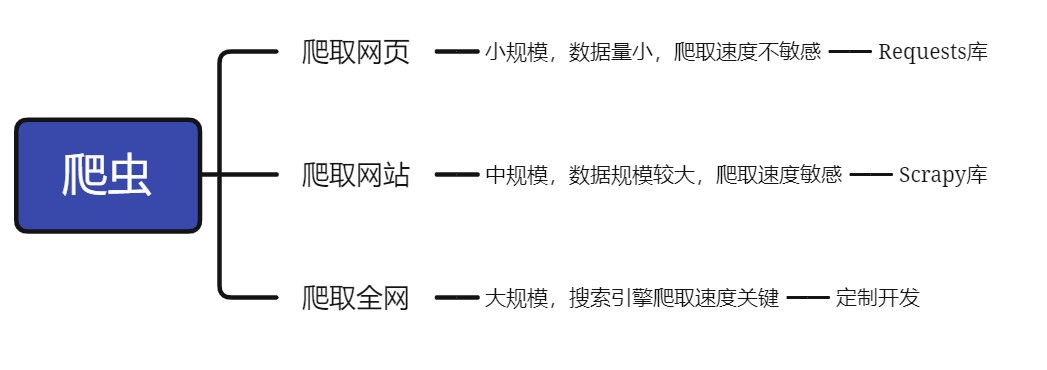 爬虫
爬取网页
小规模，数据量小，爬取速度不敏感
Requests库
爬取网站
中规模，数据规模较大，爬取速度敏感
Scrapy库
爬取全网
大规模，搜索引擎爬取速度关键
定制开发